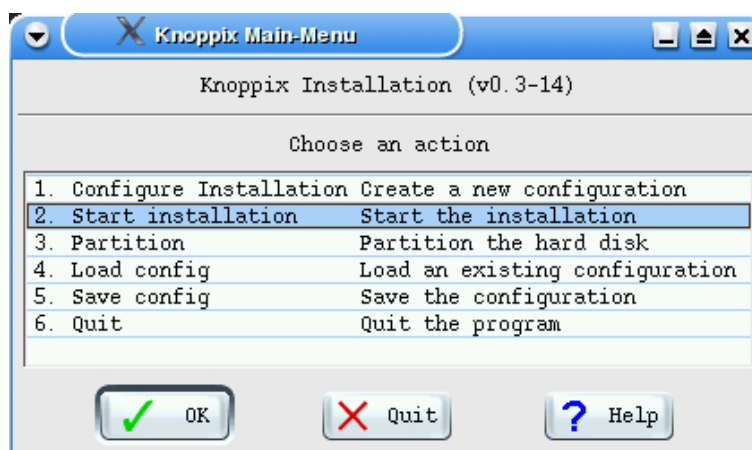 Knoppix Main-Menu
Knoppix Installation (v0.3-14)
Choose an action
1. Configure Installation Create a new configuration
2. Start installation Start the installation
3. Partition Partition the hard disk
4. Load config Load an existing configuration
5. Save config Save the configuration
6. Quit Quit the program
OK Quit Help